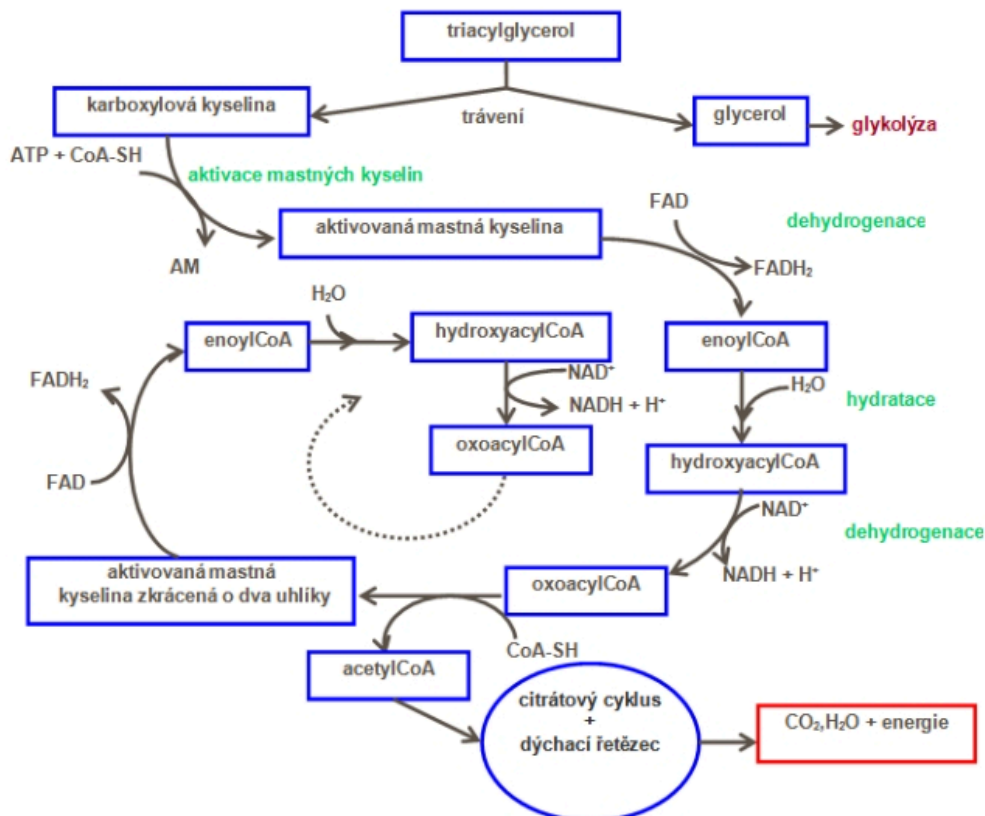 triacylglycerol
karboxylová kyselina
trávení
glycerol
glykolýza
ATP + CoA-SH
aktivace mastných kyselin
AM
aktivovaná mastná kyselina
FAD
dehydrogenace
FADH₂
H₂O
enoylCoA
hydroxyacylCoA
enoylCoA
FADH₂
NAD⁺
NADH + H⁺
H₂O
hydratace
oxoacylCoA
hydroxyacylCoA
FAD
NAD⁺
dehydrogenace
NADH + H⁺
aktivovaná mastná
kyselina zkrácená o dva uhlíky
oxoacylCoA
CoA-SH
acetylCoA
citrátový cyklus
+
dýchací řetězec
CO₂,H₂O + energie